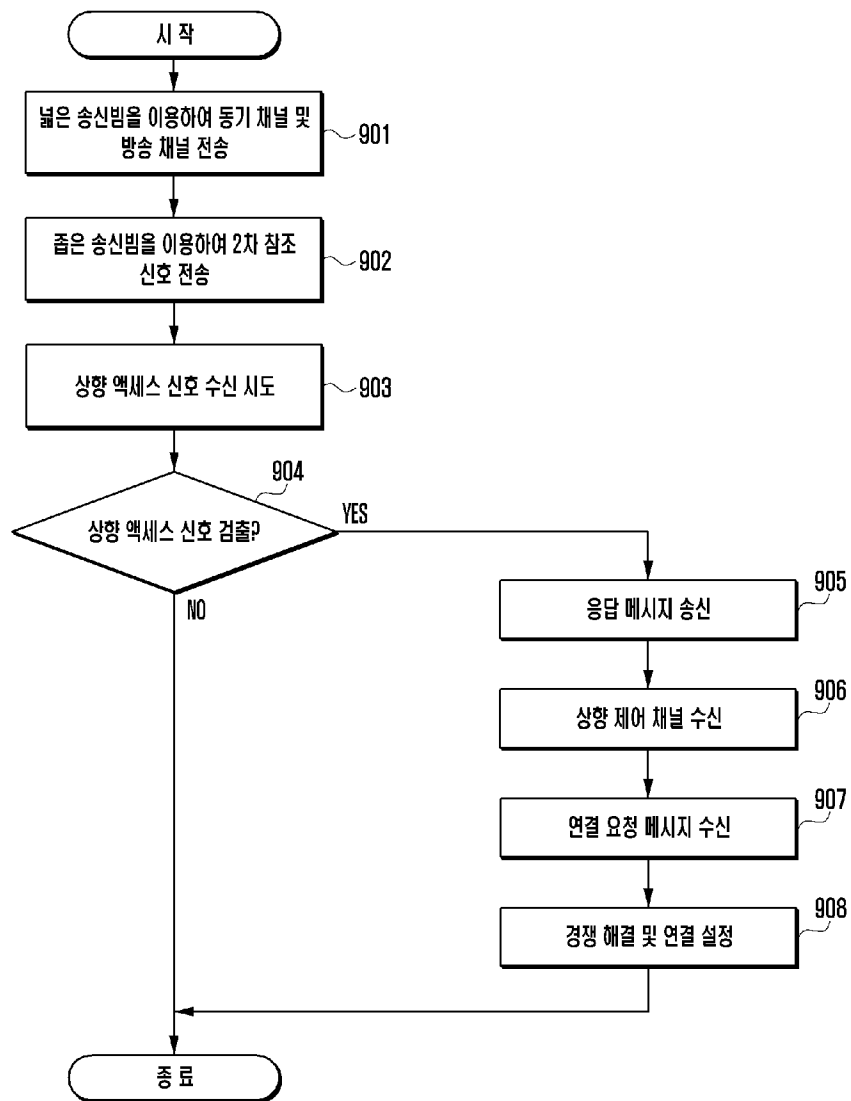 시 작
넓은 송신빔을 이용하여 동기 채널 및
방송 채널 전송
901
좁은 송신빔을 이용하여 2차 참조
신호 전송
902
상향 액세스 신호 수신 시도
903
904
상향 액세스 신호 검출?
YES
NO
응답 메시지 송신
905
상향 제어 채널 수신
906
연결 요청 메시지 수신
907
경쟁 해결 및 연결 설정
908
종 료